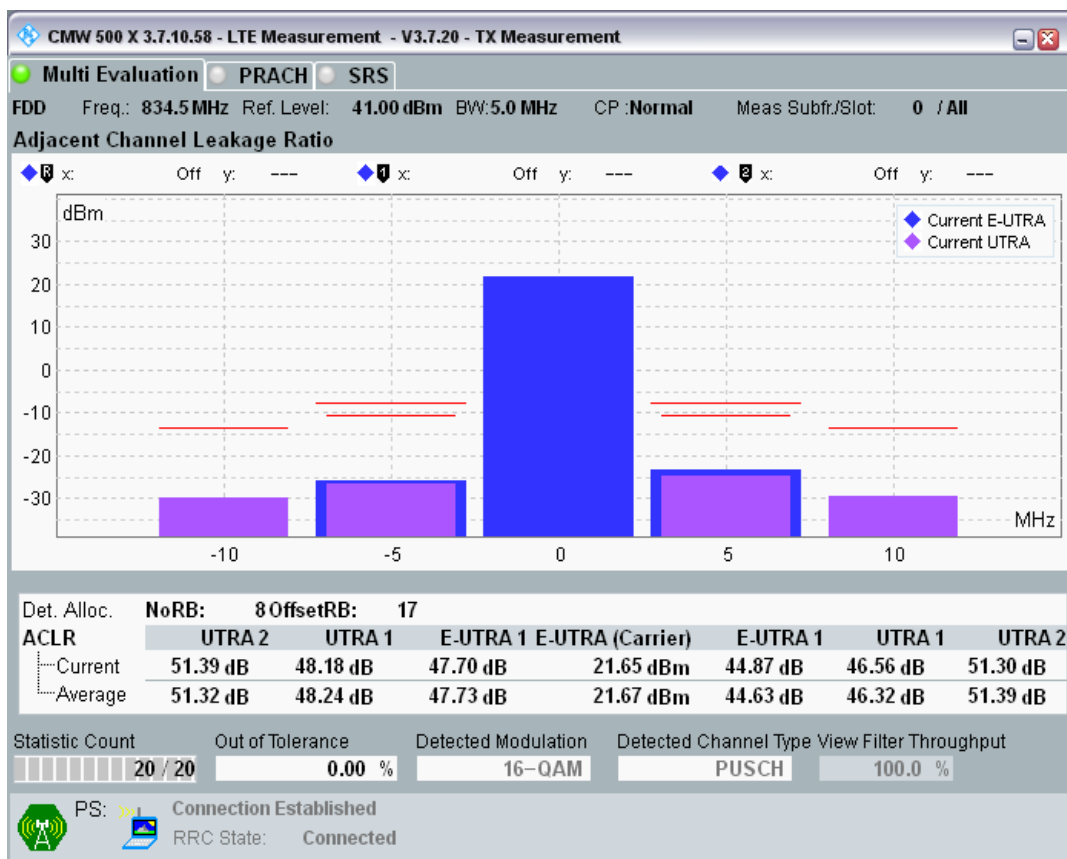 CMW 500 X 3.7.10.58 - LTE Measurement - V3.7.20 - TX Measurement
Multi Evaluation PRACH SRS
FDD Freq.: 834.5 MHz Ref. Level: 41.00 dBm BW:5.0 MHz CP :Normal Meas Subfr./Slot: 0 / All
Adjacent Channel Leakage Ratio
R x: Off y: --- 1 x: Off y: --- 2 x: Off y: ---
dBm
Current E-UTRA
Current UTRA
30
20
10
0
-10
-20
-30
MHz
-10 -5 0 5 10
Det. Alloc. NoRB: 8 OffsetRB: 17
ACLR UTRA 2 UTRA 1 E-UTRA 1 E-UTRA (Carrier) E-UTRA 1 UTRA 1 UTRA 2
Current 51.39 dB 48.18 dB 47.70 dB 21.65 dBm 44.87 dB 46.56 dB 51.30 dB
Average 51.32 dB 48.24 dB 47.73 dB 21.67 dBm 44.63 dB 46.32 dB 51.39 dB
Statistic Count Out of Tolerance Detected Modulation Detected Channel Type View Filter Throughput
20 / 20 0.00 % 16-QAM PUSCH 100.0 %
PS: Connection Established
RRC State: Connected